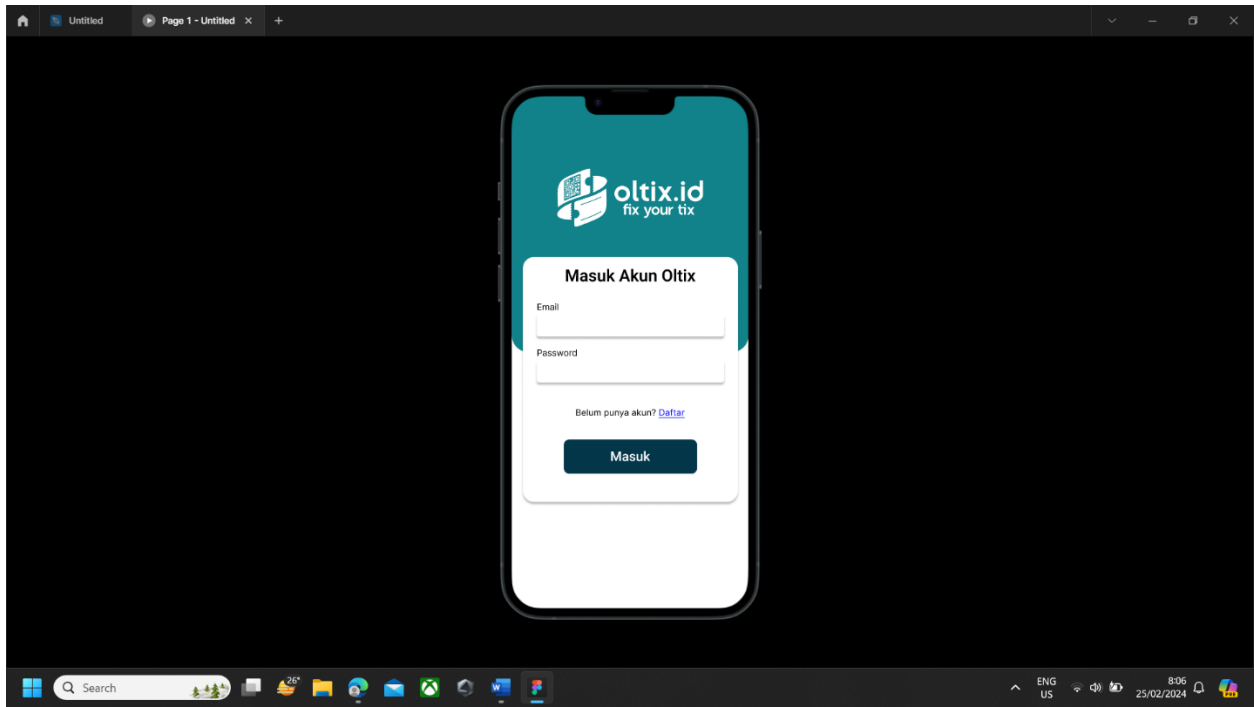 Untitled
Page 1 - Untitled
oltix.id
fix your tix
Masuk Akun Oltix
Email
Password
Belum punya akun? Daftar
Masuk
Search
26°
ENG
US
8:06
25/02/2024